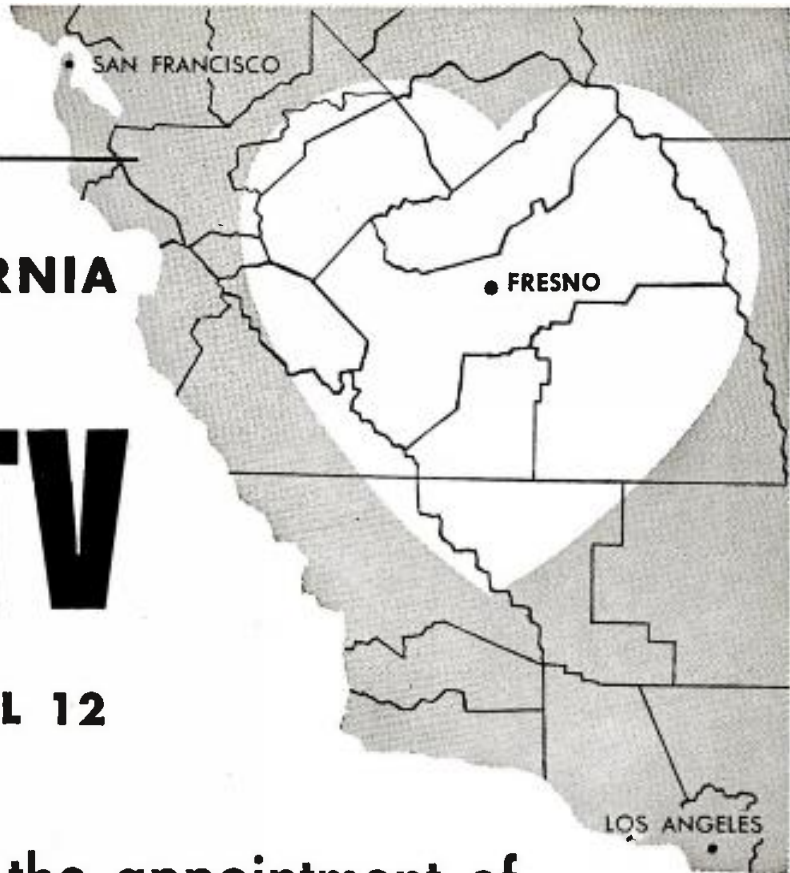 SAN FRANCISCO
RNIA
FRESNO
TV
L 12
LOS ANGELES
the appointment of